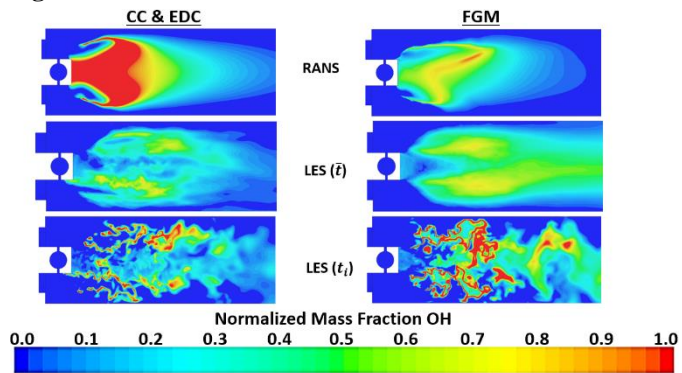 CC & EDC FGM
RANS
LES (t̄)
LES (tᵢ)
Normalized Mass Fraction OH
0.0 0.1 0.2 0.3 0.4 0.5 0.6 0.7 0.8 0.9 1.0